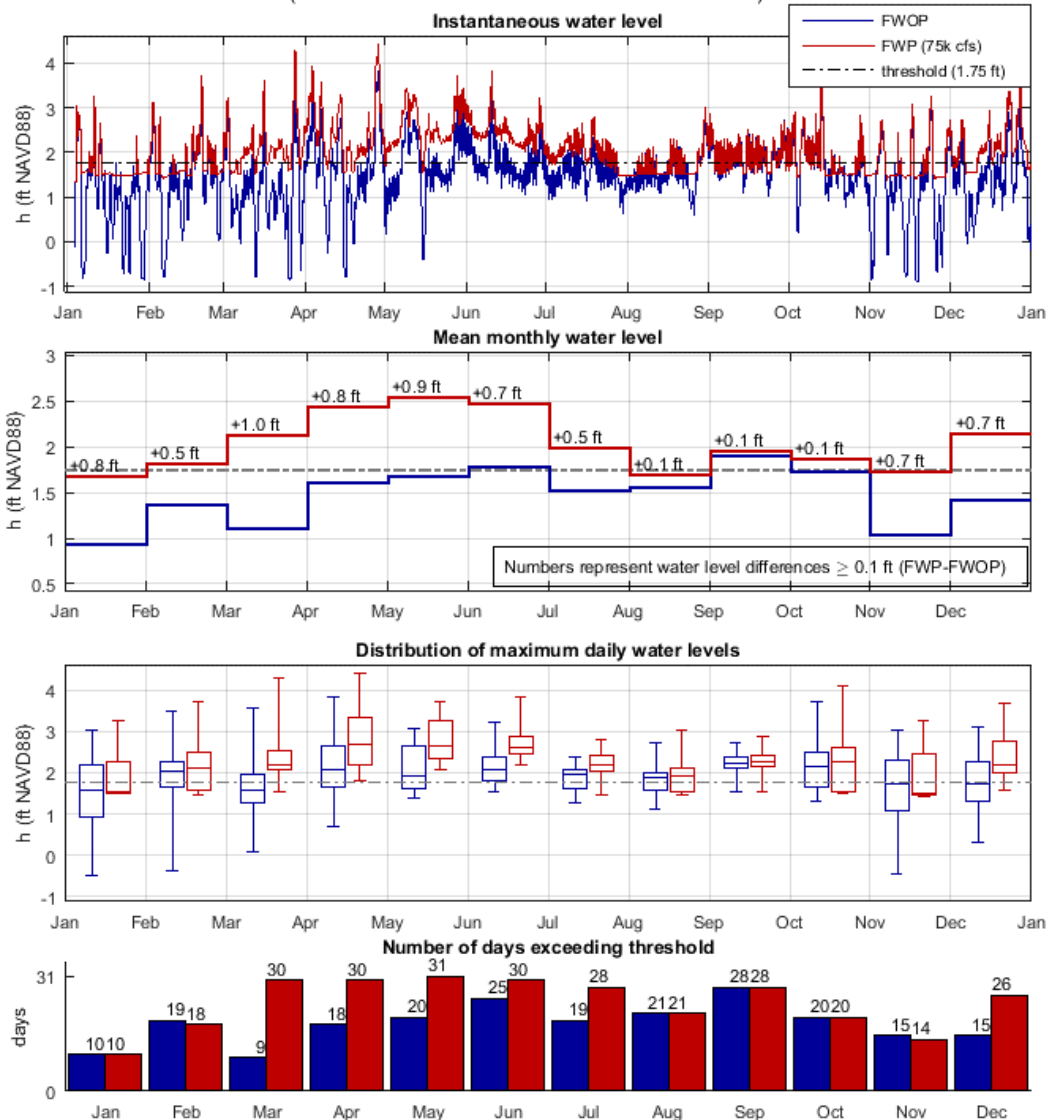 Instantaneous water level
FWOP
FWP (75k cfs)
threshold (1.75 ft)
h (ft NAVD88)
4
3
2
1
0
-1
Jan Feb Mar Apr May Jun Jul Aug Sep Oct Nov Dec Jan
Mean monthly water level
h (ft NAVD88)
3
2.5
2
1.5
1
0.5
+0.8 ft +0.5 ft +1.0 ft +0.8 ft +0.9 ft +0.7 ft +0.5 ft +0.1 ft +0.1 ft +0.1 ft +0.7 ft +0.7 ft
Numbers represent water level differences ≥ 0.1 ft (FWP-FWOP)
Jan Feb Mar Apr May Jun Jul Aug Sep Oct Nov Dec
Distribution of maximum daily water levels
h (ft NAVD88)
4
3
2
1
0
-1
Jan Feb Mar Apr May Jun Jul Aug Sep Oct Nov Dec Jan
Number of days exceeding threshold
days
31
0
10 10 19 18 9 30 18 30 20 31 25 30 19 28 21 21 28 28 20 20 15 14 15 26
Jan Feb Mar Apr May Jun Jul Aug Sep Oct Nov Dec